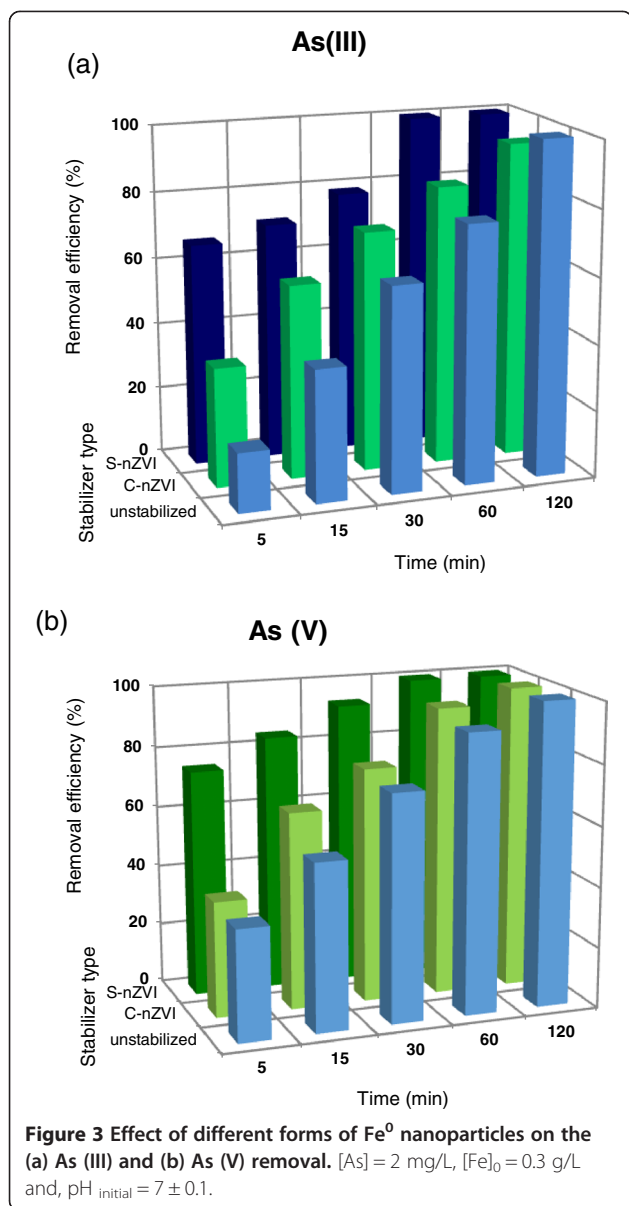 As(III)
(a)
Removal efficiency (%)
100
80
60
40
20
0
Stabilizer type
S-nZVI
C-nZVI
unstabilized
5
15
30
60
120
Time (min)
(b)
As (V)
Removal efficiency (%)
100
80
60
40
20
0
Stabilizer type
S-nZVI
C-nZVI
unstabilized
5
15
30
60
120
Time (min)
Figure 3 Effect of different forms of Fe⁰ nanoparticles on the
(a) As (III) and (b) As (V) removal. [As] = 2 mg/L, [Fe]₀ = 0.3 g/L
and, pH initial = 7 ± 0.1.